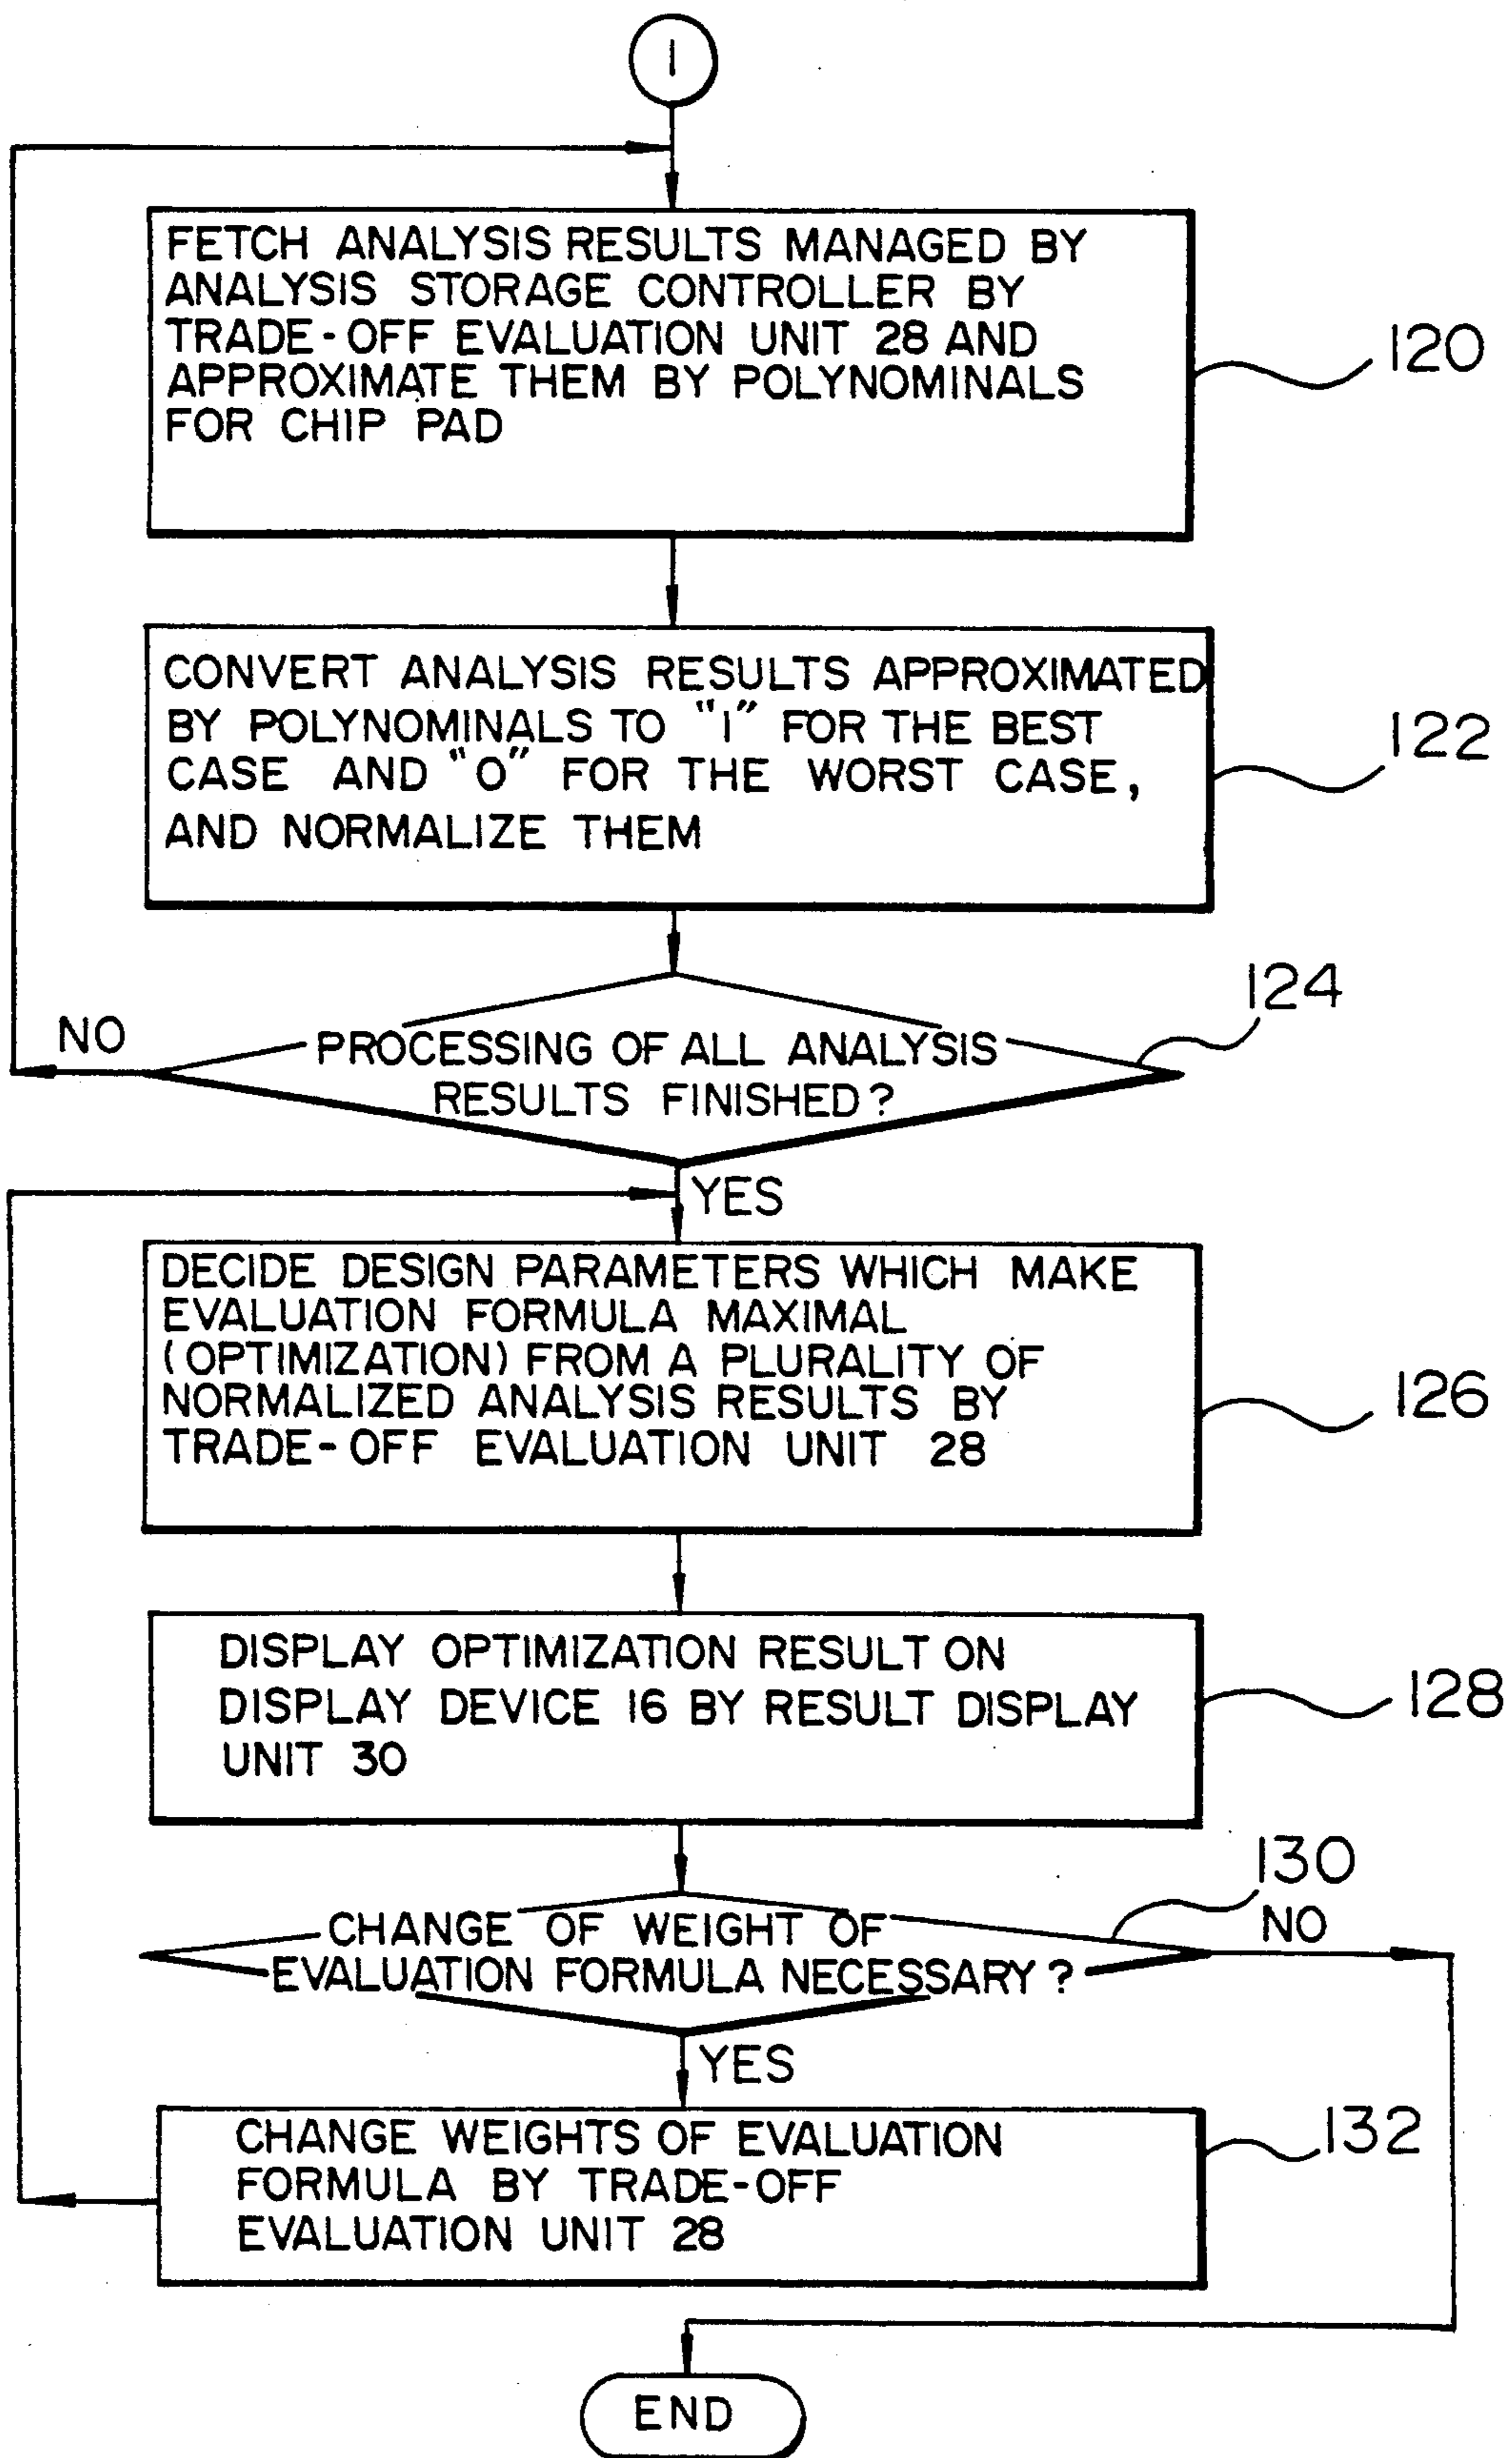 1
FETCH ANALYSIS RESULTS MANAGED BY
ANALYSIS STORAGE CONTROLLER BY
TRADE-OFF EVALUATION UNIT 28 AND
APPROXIMATE THEM BY POLYNOMINALS
FOR CHIP PAD
120
CONVERT ANALYSIS RESULTS APPROXIMATED
BY POLYNOMINALS TO "1" FOR THE BEST
CASE AND "0" FOR THE WORST CASE,
AND NORMALIZE THEM
122
124
NO
PROCESSING OF ALL ANALYSIS
RESULTS FINISHED?
YES
DECIDE DESIGN PARAMETERS WHICH MAKE
EVALUATION FORMULA MAXIMAL
(OPTIMIZATION) FROM A PLURALITY OF
NORMALIZED ANALYSIS RESULTS BY
TRADE-OFF EVALUATION UNIT 28
126
DISPLAY OPTIMIZATION RESULT ON
DISPLAY DEVICE 16 BY RESULT DISPLAY
UNIT 30
128
130
CHANGE OF WEIGHT OF
EVALUATION FORMULA NECESSARY?
NO
YES
CHANGE WEIGHTS OF EVALUATION
FORMULA BY TRADE-OFF
EVALUATION UNIT 28
132
END